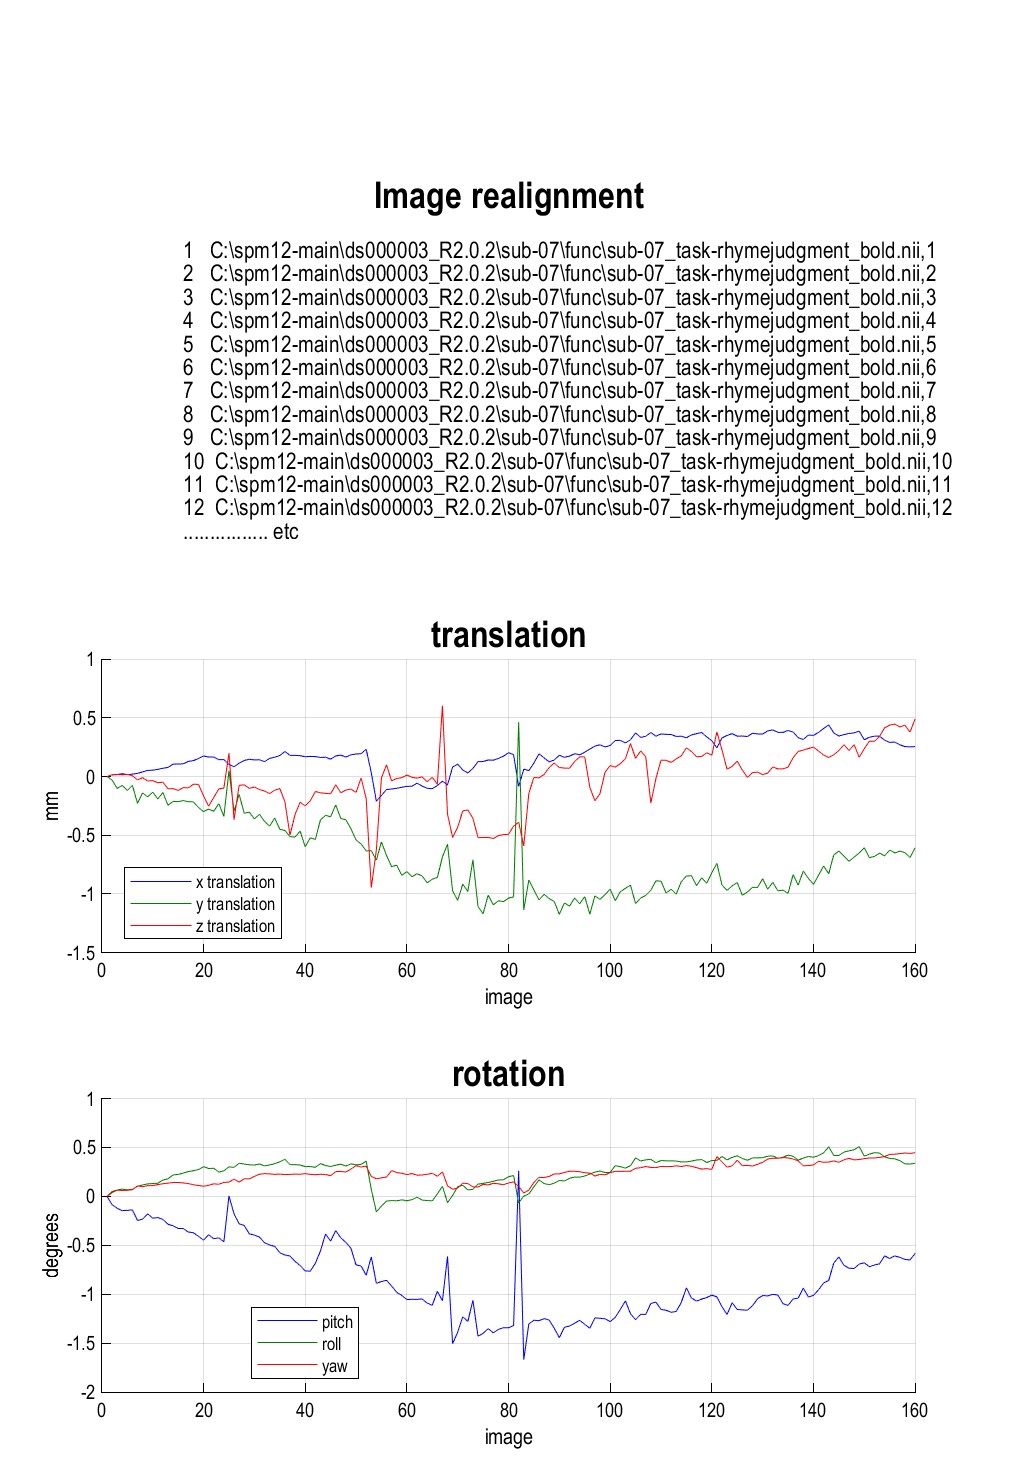 Image realignment
1 C:\spm12-main\ds000003_R2.0.2\sub-07\func\sub-07_task-rhymejudgment_bold.nii,1
2 C:\spm12-main\ds000003_R2.0.2\sub-07\func\sub-07_task-rhymejudgment_bold.nii,2
3 C:\spm12-main\ds000003_R2.0.2\sub-07\func\sub-07_task-rhymejudgment_bold.nii,3
4 C:\spm12-main\ds000003_R2.0.2\sub-07\func\sub-07_task-rhymejudgment_bold.nii,4
5 C:\spm12-main\ds000003_R2.0.2\sub-07\func\sub-07_task-rhymejudgment_bold.nii,5
6 C:\spm12-main\ds000003_R2.0.2\sub-07\func\sub-07_task-rhymejudgment_bold.nii,6
7 C:\spm12-main\ds000003_R2.0.2\sub-07\func\sub-07_task-rhymejudgment_bold.nii,7
8 C:\spm12-main\ds000003_R2.0.2\sub-07\func\sub-07_task-rhymejudgment_bold.nii,8
9 C:\spm12-main\ds000003_R2.0.2\sub-07\func\sub-07_task-rhymejudgment_bold.nii,9
10 C:\spm12-main\ds000003_R2.0.2\sub-07\func\sub-07_task-rhymejudgment_bold.nii,10
11 C:\spm12-main\ds000003_R2.0.2\sub-07\func\sub-07_task-rhymejudgment_bold.nii,11
12 C:\spm12-main\ds000003_R2.0.2\sub-07\func\sub-07_task-rhymejudgment_bold.nii,12
................ etc
translation
1
0.5
0
-0.5
-1
-1.5
mm
x translation
y translation
z translation
0 20 40 60 80 100 120 140 160
image
rotation
1
0.5
0
-0.5
-1
-1.5
-2
degrees
pitch
roll
yaw
0 20 40 60 80 100 120 140 160
image